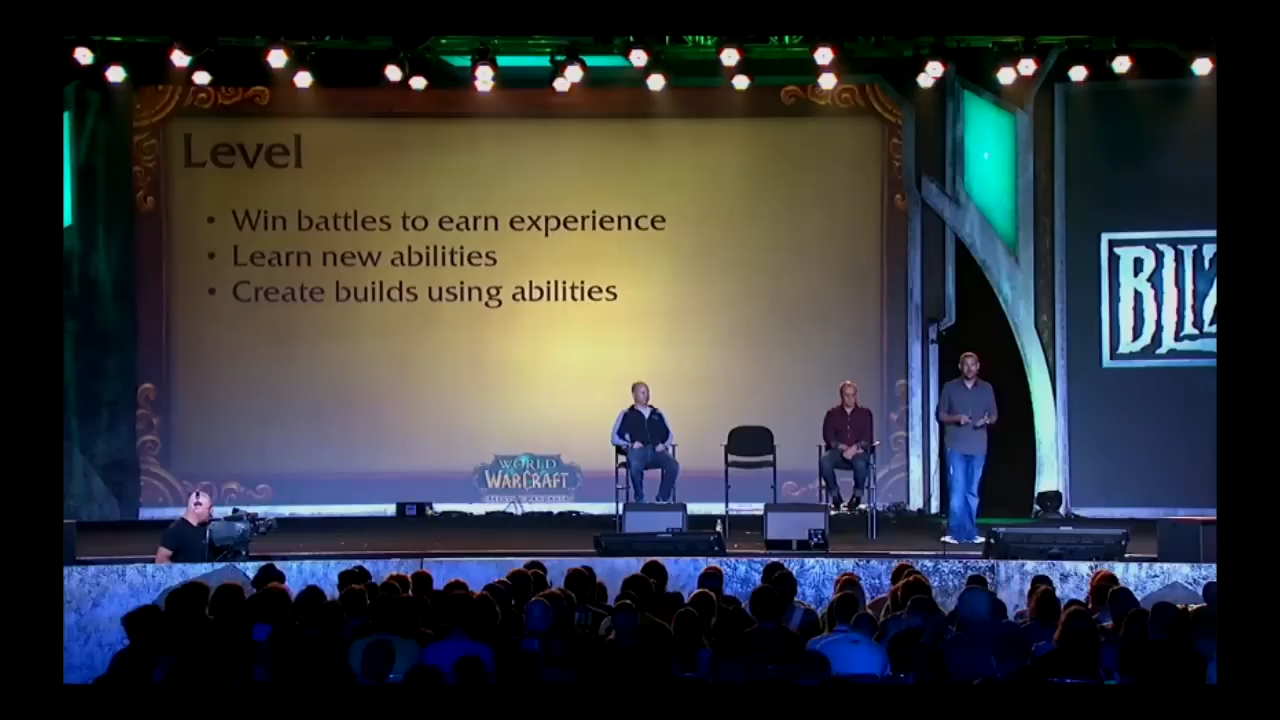 Level
• Win battles to earn experience
• Learn new abilities
• Create builds using abilities
WORLD
WARCRAFT
BLIZ